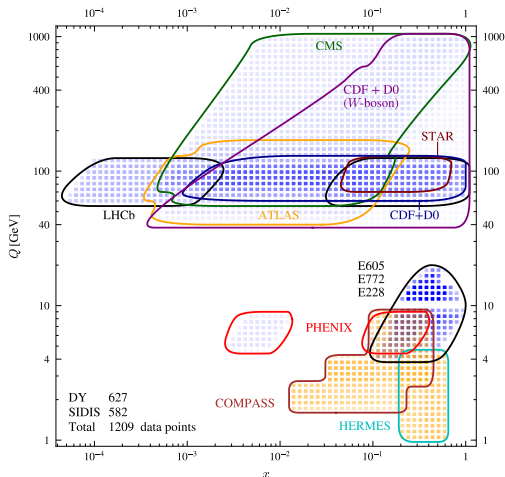 10⁻⁴ 10⁻³ 10⁻² 10⁻¹ 1
1000 1000
CMS
CDF + D0
(W-boson)
400 400
STAR
100 100
LHCb ATLAS CDF+D0
40 40
Q [GeV]
E605
E772
E228
10 10
PHENIX
4 4
COMPASS
HERMES
DY 627
SIDIS 582
Total 1209 data points
1 1
10⁻⁴ 10⁻³ 10⁻² 10⁻¹ 1
x